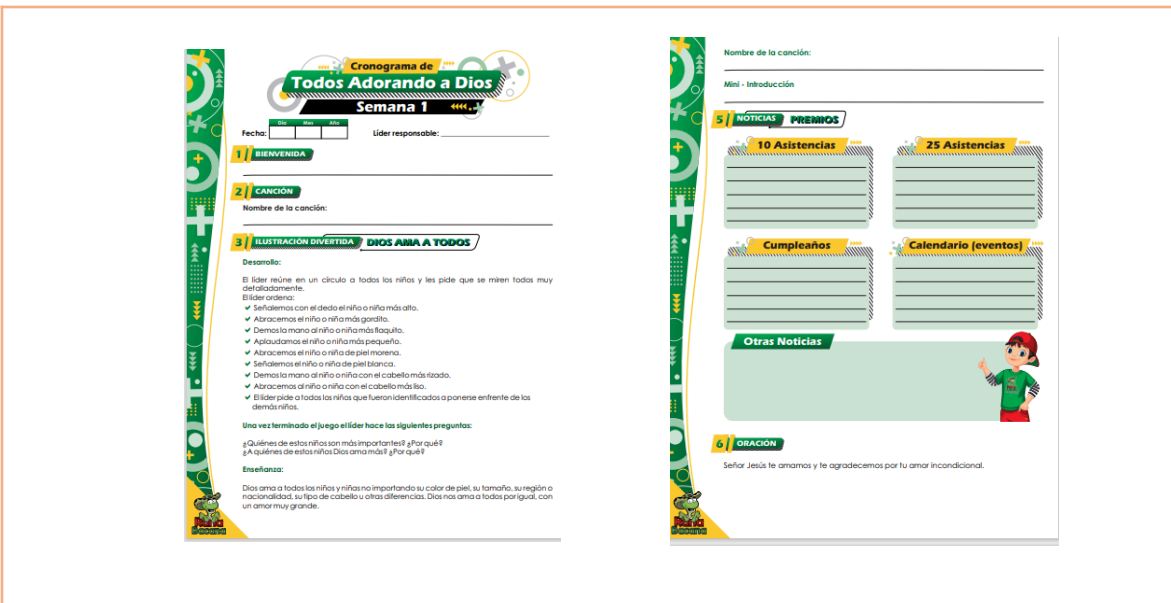 Cronograma de
Todos Adorando a Dios
Semana 1
Día Mes Año
Fecha: Líder responsable:
1 BIENVENIDA
2 CANCIÓN
Nombre de la canción:
3 ILUSTRACIÓN DIVERTIDA DIOS AMA A TODOS
Desarrollo:
El líder reúne en un círculo a todos los niños y les pide que se miren todos muy
detalladamente.
El líder ordena:
Señalemos con el dedo el niño o niña más alto.
Abracemos el niño o niña más gordito.
Demos la mano al niño o niña más flaquito.
Aplaudamos el niño o niña más pequeño.
Abracemos el niño o niña de piel morena.
Señalemos el niño o niña de piel blanca.
Demos la mano al niño o niña con el cabello más rizado.
Abracemos al niño o niña con el cabello más liso.
El líder pide a todos los niños que fueron identificados a ponerse enfrente de los
demás niños.
Una vez terminado el juego el líder hace las siguientes preguntas:
¿Quiénes de estos niños son más importantes? ¿Por qué?
¿A quiénes de estos niños Dios ama más? ¿Por qué?
Enseñanza:
Dios ama a todos los niños y niñas no importando su color de piel, su tamaño, su región o
nacionalidad, su tipo de cabello u otras diferencias. Dios nos ama a todos por igual, con
un amor muy grande.
Rana
Bacana
Nombre de la canción:
Mini - Introducción
5 NOTICIAS PREMIOS
10 Asistencias
25 Asistencias
Cumpleaños
Calendario (eventos)
Otras Noticias
6 ORACIÓN
Señor Jesús te amamos y te agradecemos por tu amor incondicional.
Rana
Bacana